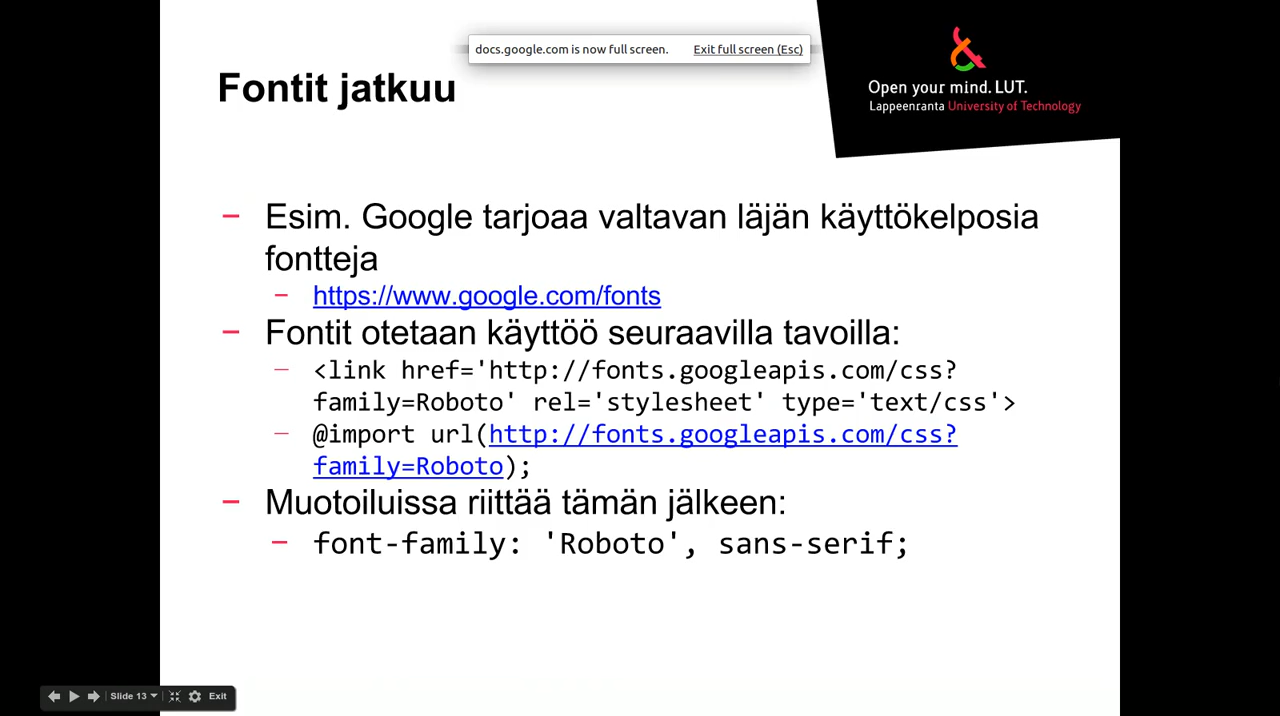 docs.google.com is now full screen. Exit full screen (Esc)
Fontit jatkuu
Open your mind. LUT.
Lappeenranta University of Technology
– Esim. Google tarjoaa valtavan läjän käyttökelposia
fontteja
– https://www.google.com/fonts
– Fontit otetaan käyttöö seuraavilla tavoilla:
– <link href='http://fonts.googleapis.com/css?
family=Roboto' rel='stylesheet' type='text/css'>
– @import url(http://fonts.googleapis.com/css?
family=Roboto);
– Muotoiluissa riittää tämän jälkeen:
– font-family: 'Roboto', sans-serif;
Slide 13 Exit